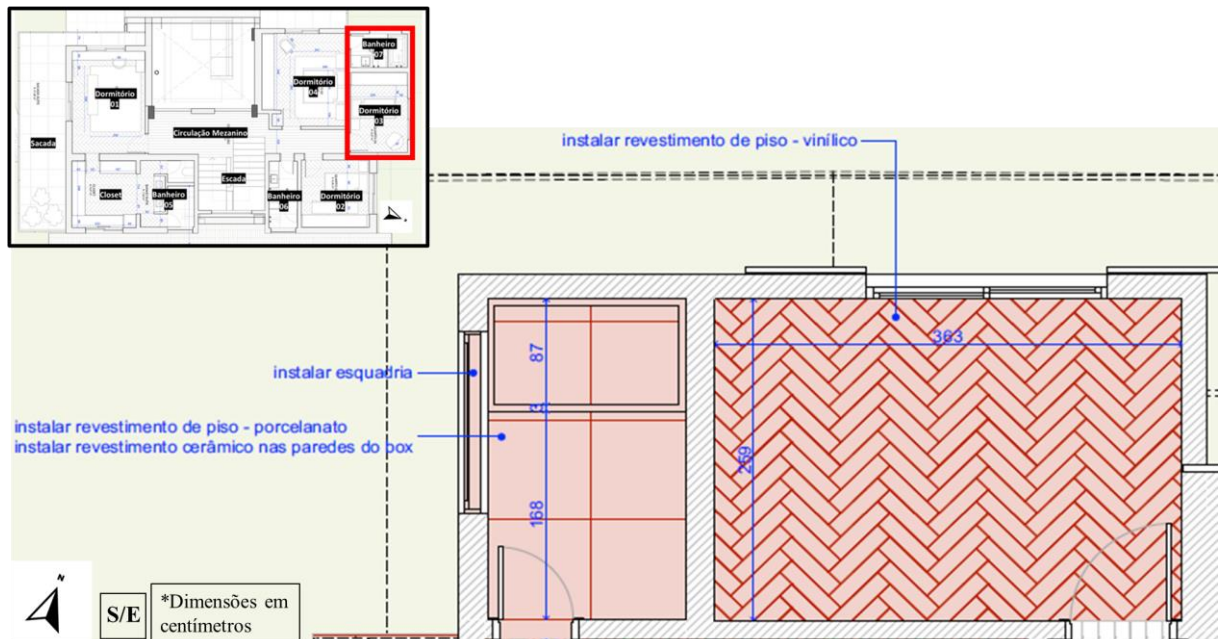 Banheiro
07
Dormitório
04
Dormitório
01
Dormitório
03
Circulação Mezanino
Sacada
Escada
Closet
Banheiro
05
Banheiro
06
Dormitório
02
instalar revestimento de piso - vinílico
363
87
instalar esquadria
instalar revestimento de piso - porcelanato
instalar revestimento cerâmico nas paredes do box
259
168
N
S/E
*Dimensões em
centímetros